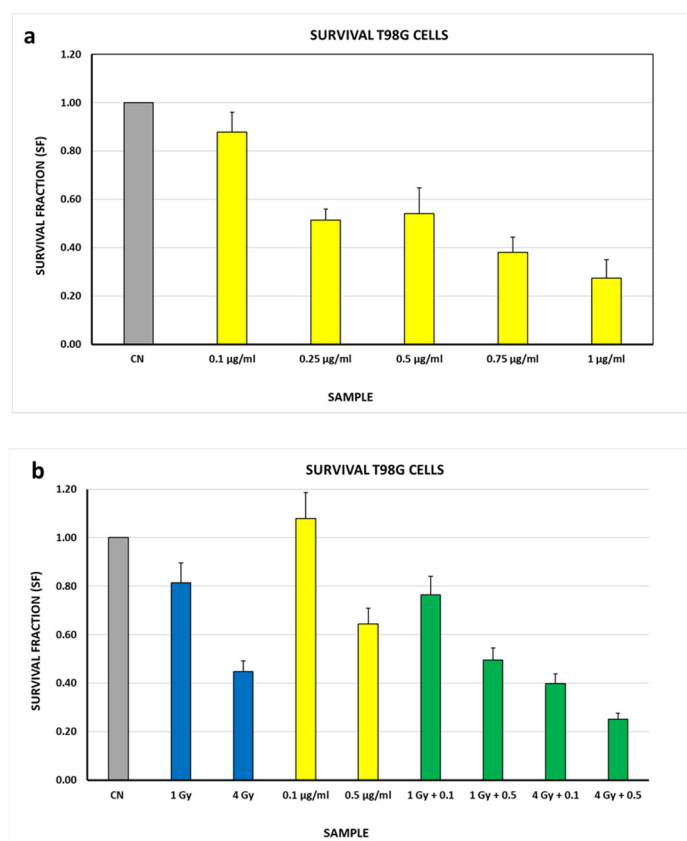 a
SURVIVAL T98G CELLS
1.20
1.00
0.80
0.60
0.40
0.20
0.00
SURVIVAL FRACTION (SF)
CN 0.1 µg/ml 0.25 µg/ml 0.5 µg/ml 0.75 µg/ml 1 µg/ml
SAMPLE
b
SURVIVAL T98G CELLS
1.20
1.00
0.80
0.60
0.40
0.20
0.00
SURVIVAL FRACTION (SF)
CN 1 Gy 4 Gy 0.1 µg/ml 0.5 µg/ml 1 Gy + 0.1 1 Gy + 0.5 4 Gy + 0.1 4 Gy + 0.5
SAMPLE